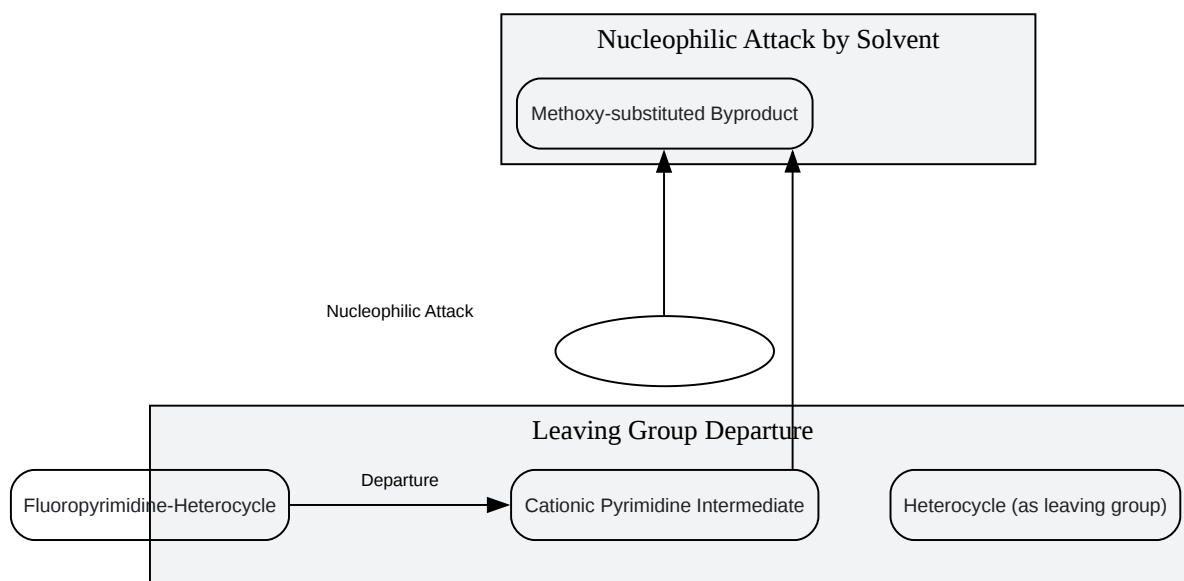 Nucleophilic Attack by Solvent
Methoxy-substituted Byproduct
Nucleophilic Attack
Leaving Group Departure
Departure
Fluoropyrimidine-Heterocycle
Cationic Pyrimidine Intermediate
Heterocycle (as leaving group)